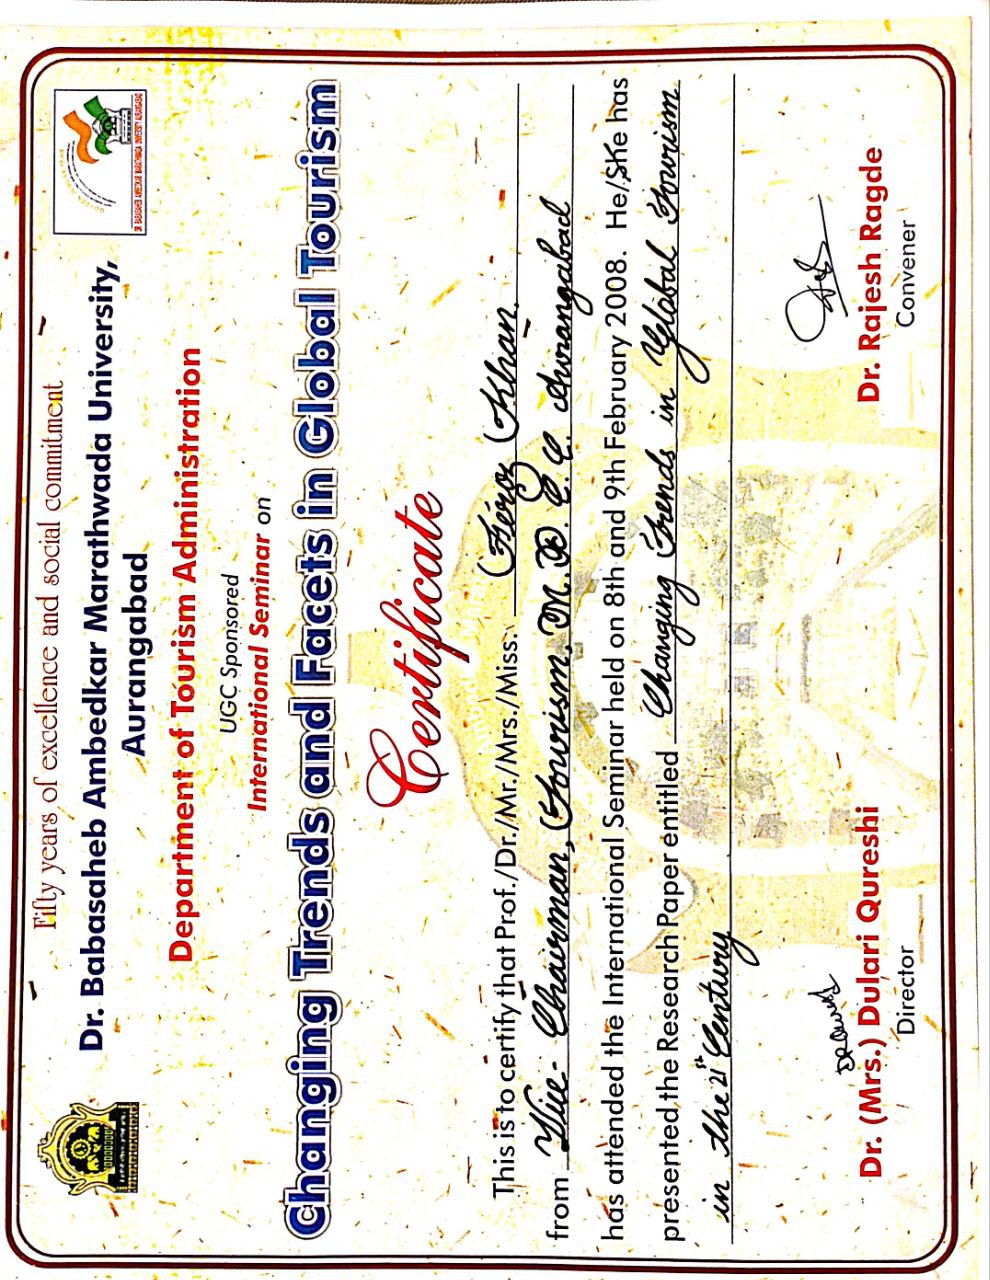 Fifty years of excellence and social commitment
Dr. Babasaheb Ambedkar Marathwada University,
Aurangabad
Department of Tourism Administration
UGC Sponsored
International Seminar on
Changing Trends and Facets in Global Tourism
Certificate
This is to certify that Prof./Dr./Mr./Mrs./Miss. Feroz Khan.
from Vice-Chairman, Tourism, M. D. E. C. Aurangabad
has attended the International Seminar held on 8th and 9th February 2008. He/She has
presented the Research Paper entitled Changing Trends in Global Tourism
in the 21st Century
Dr. (Mrs.) Dulari Qureshi
Director
Dr. Rajesh Ragde
Convener